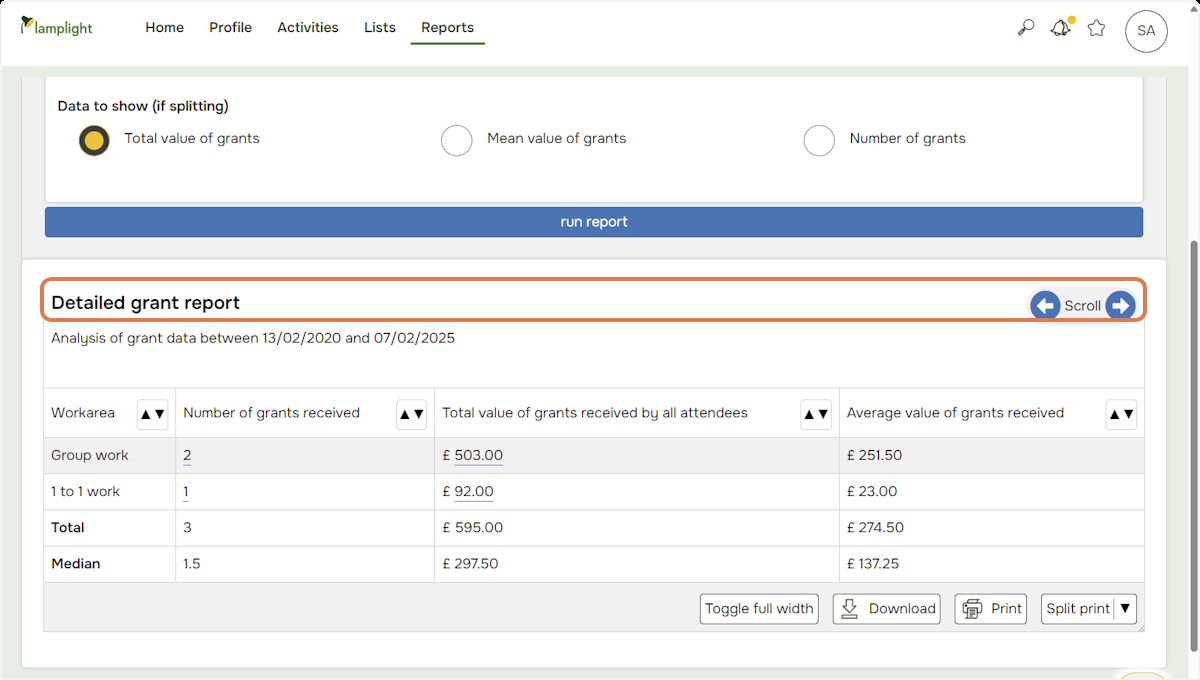 lamplight
Home Profile Activities Lists Reports
SA
Data to show (if splitting)
Total value of grants Mean value of grants Number of grants
run report
Detailed grant report
Scroll
Analysis of grant data between 13/02/2020 and 07/02/2025
Workarea ▲▼ Number of grants received ▲▼ Total value of grants received by all attendees ▲▼ Average value of grants received ▲▼
Group work 2 £ 503.00 £ 251.50
1 to 1 work 1 £ 92.00 £ 23.00
Total 3 £ 595.00 £ 274.50
Median 1.5 £ 297.50 £ 137.25
Toggle full width Download Print Split print ▼